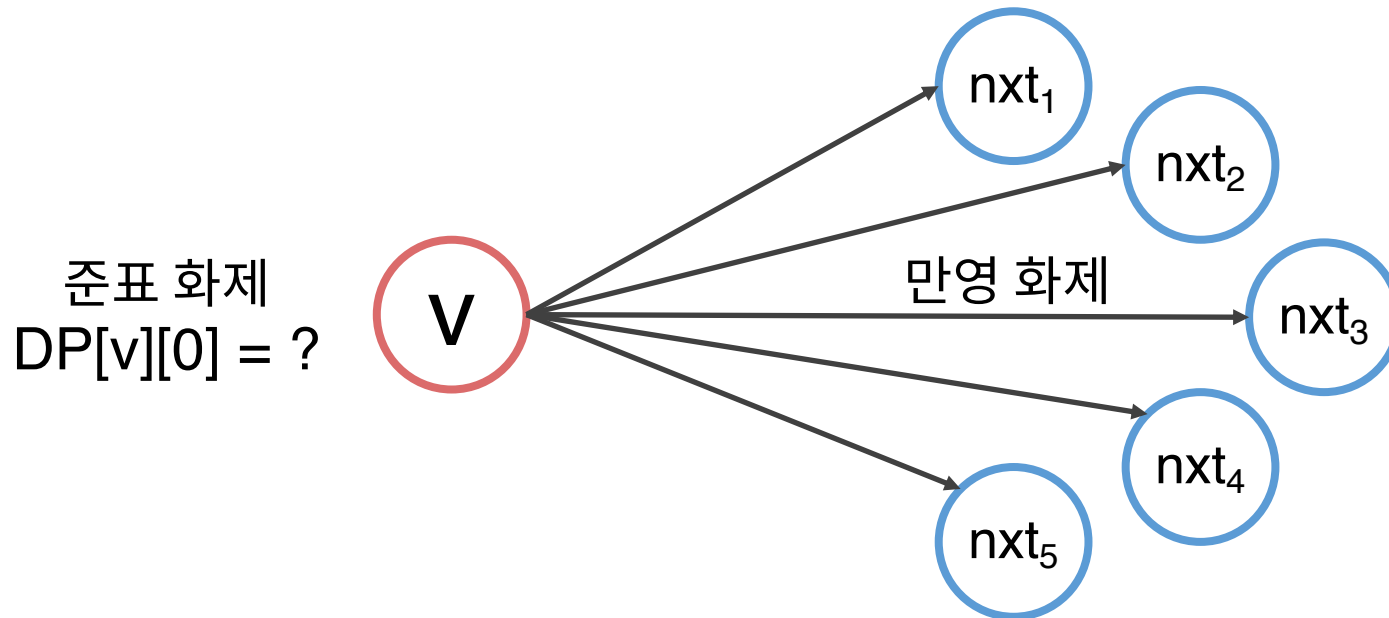 준표 화제
DP[v][0] = ?
v
만영 화제
nxt₁
nxt₂
nxt₃
nxt₄
nxt₅